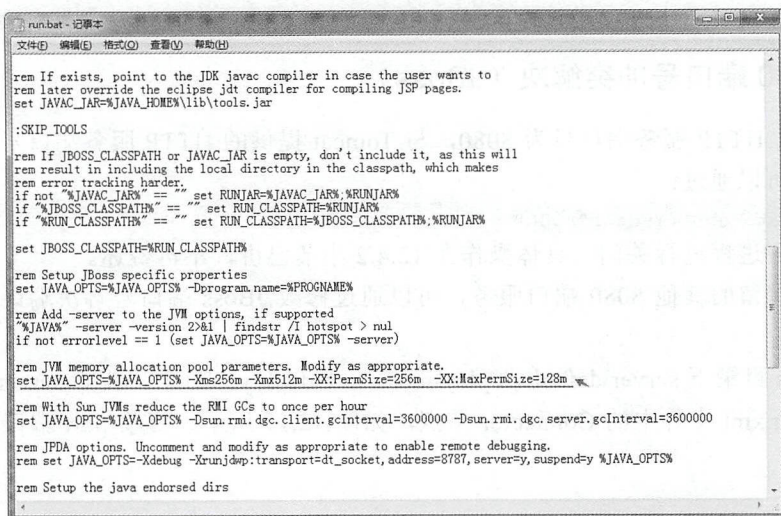 run.bat - 记事本
文件(F) 编辑(E) 格式(O) 查看(V) 帮助(H)
rem If exists, point to the JDK javac compiler in case the user wants to
rem later override the eclipse jdt compiler for compiling JSP pages.
set JAVAC_JAR=%JAVA_HOME%\lib\tools.jar
:SKIP_TOOLS
rem If JBOSS_CLASSPATH or JAVAC_JAR is empty, don't include it, as this will
rem result in including the local directory in the classpath, which makes
rem error tracking harder.
if not "%JAVAC_JAR%" == "" set RUNJAR=%JAVAC_JAR%;%RUNJAR%
if "%JBOSS_CLASSPATH%" == "" set RUN_CLASSPATH=%RUNJAR%
if "%RUN_CLASSPATH%" == "" set RUN_CLASSPATH=%JBOSS_CLASSPATH%;%RUNJAR%
set JBOSS_CLASSPATH=%RUN_CLASSPATH%
rem Setup JBoss specific properties
set JAVA_OPTS=%JAVA_OPTS% -Dprogram.name=%PROGNAME%
rem Add -server to the JVM options, if supported
"%JAVA%" -server -version 2>&1 | findstr /I hotspot > nul
if not errorlevel == 1 (set JAVA_OPTS=%JAVA_OPTS% -server)
rem JVM memory allocation pool parameters. Modify as appropriate.
set JAVA_OPTS=%JAVA_OPTS% -Xms256m -Xmx512m -XX:PermSize=256m -XX:MaxPermSize=128m
rem With Sun JVMs reduce the RMI GCs to once per hour
set JAVA_OPTS=%JAVA_OPTS% -Dsun.rmi.dgc.client.gcInterval=3600000 -Dsun.rmi.dgc.server.gcInterval=3600000
rem JPDA options. Uncomment and modify as appropriate to enable remote debugging.
rem set JAVA_OPTS=-Xdebug -Xrunjdwp:transport=dt_socket,address=8787,server=y,suspend=y %JAVA_OPTS%
rem Setup the java endorsed dirs